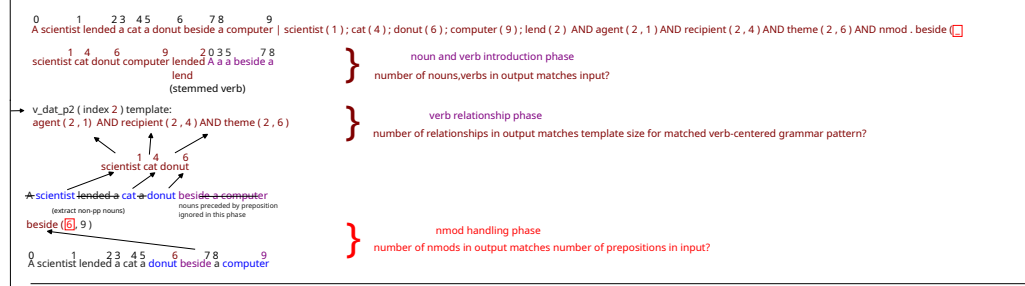 0 1 2 3 4 5 6 7 8 9
A scientist lended a cat a donut beside a computer | scientist ( 1 ) ; cat ( 4 ) ; donut ( 6 ) ; computer ( 9 ) ; lend ( 2 ) AND agent ( 2 , 1 ) AND recipient ( 2 , 4 ) AND theme ( 2 , 6 ) AND nmod . beside ( _
1 4 6 9 2 0 3 5 7 8
scientist cat donut computer lended A a a beside a
lend
(stemmed verb)
} noun and verb introduction phase
number of nouns,verbs in output matches input?
v_dat_p2 ( index 2 ) template:
agent ( 2 , 1) AND recipient ( 2 , 4 ) AND theme ( 2 , 6 )
} verb relationship phase
number of relationships in output matches template size for matched verb-centered grammar pattern?
1 4 6
scientist cat donut
A scientist lended a cat a donut beside a computer
(extract non-pp nouns)
nouns preceded by preposition
ignored in this phase
beside ( 6 , 9 )
} nmod handling phase
number of nmods in output matches number of prepositions in input?
0 1 2 3 4 5 6 7 8 9
A scientist lended a cat a donut beside a computer